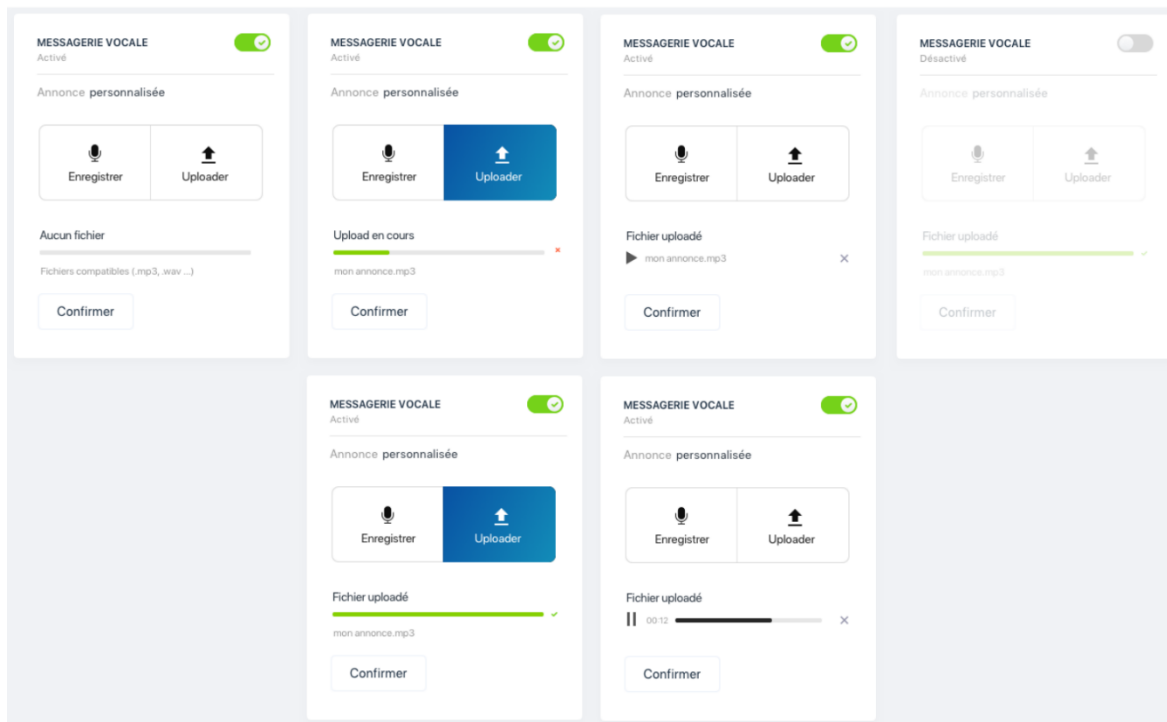 MESSAGERIE VOCALE
Activé
Annonce personnalisée
Enregistrer
Uploader
Aucun fichier
Fichiers compatibles (.mp3, .wav ...)
Confirmer
MESSAGERIE VOCALE
Activé
Annonce personnalisée
Enregistrer
Uploader
Upload en cours
mon annonce.mp3
Confirmer
MESSAGERIE VOCALE
Activé
Annonce personnalisée
Enregistrer
Uploader
Fichier uploadé
mon annonce.mp3
Confirmer
MESSAGERIE VOCALE
Désactivé
Annonce personnalisée
Enregistrer
Uploader
Fichier uploadé
mon annonce.mp3
Confirmer
MESSAGERIE VOCALE
Activé
Annonce personnalisée
Enregistrer
Uploader
Fichier uploadé
mon annonce.mp3
Confirmer
MESSAGERIE VOCALE
Activé
Annonce personnalisée
Enregistrer
Uploader
Fichier uploadé
00:12
Confirmer